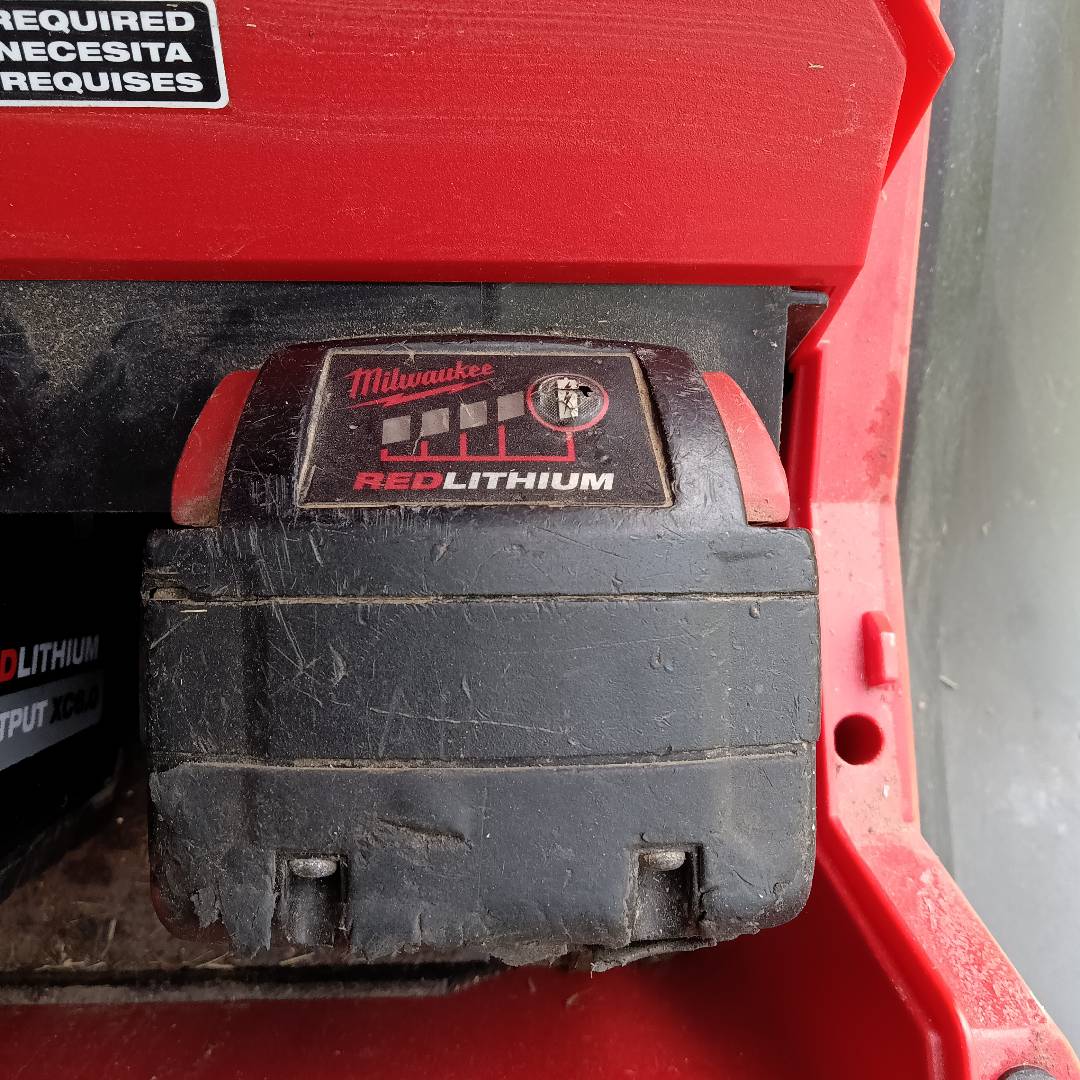 REQUIRED
NECESITA
REQUISES
Milwaukee
REDLITHIUM
DLITHIUM
TPUT XC6.0